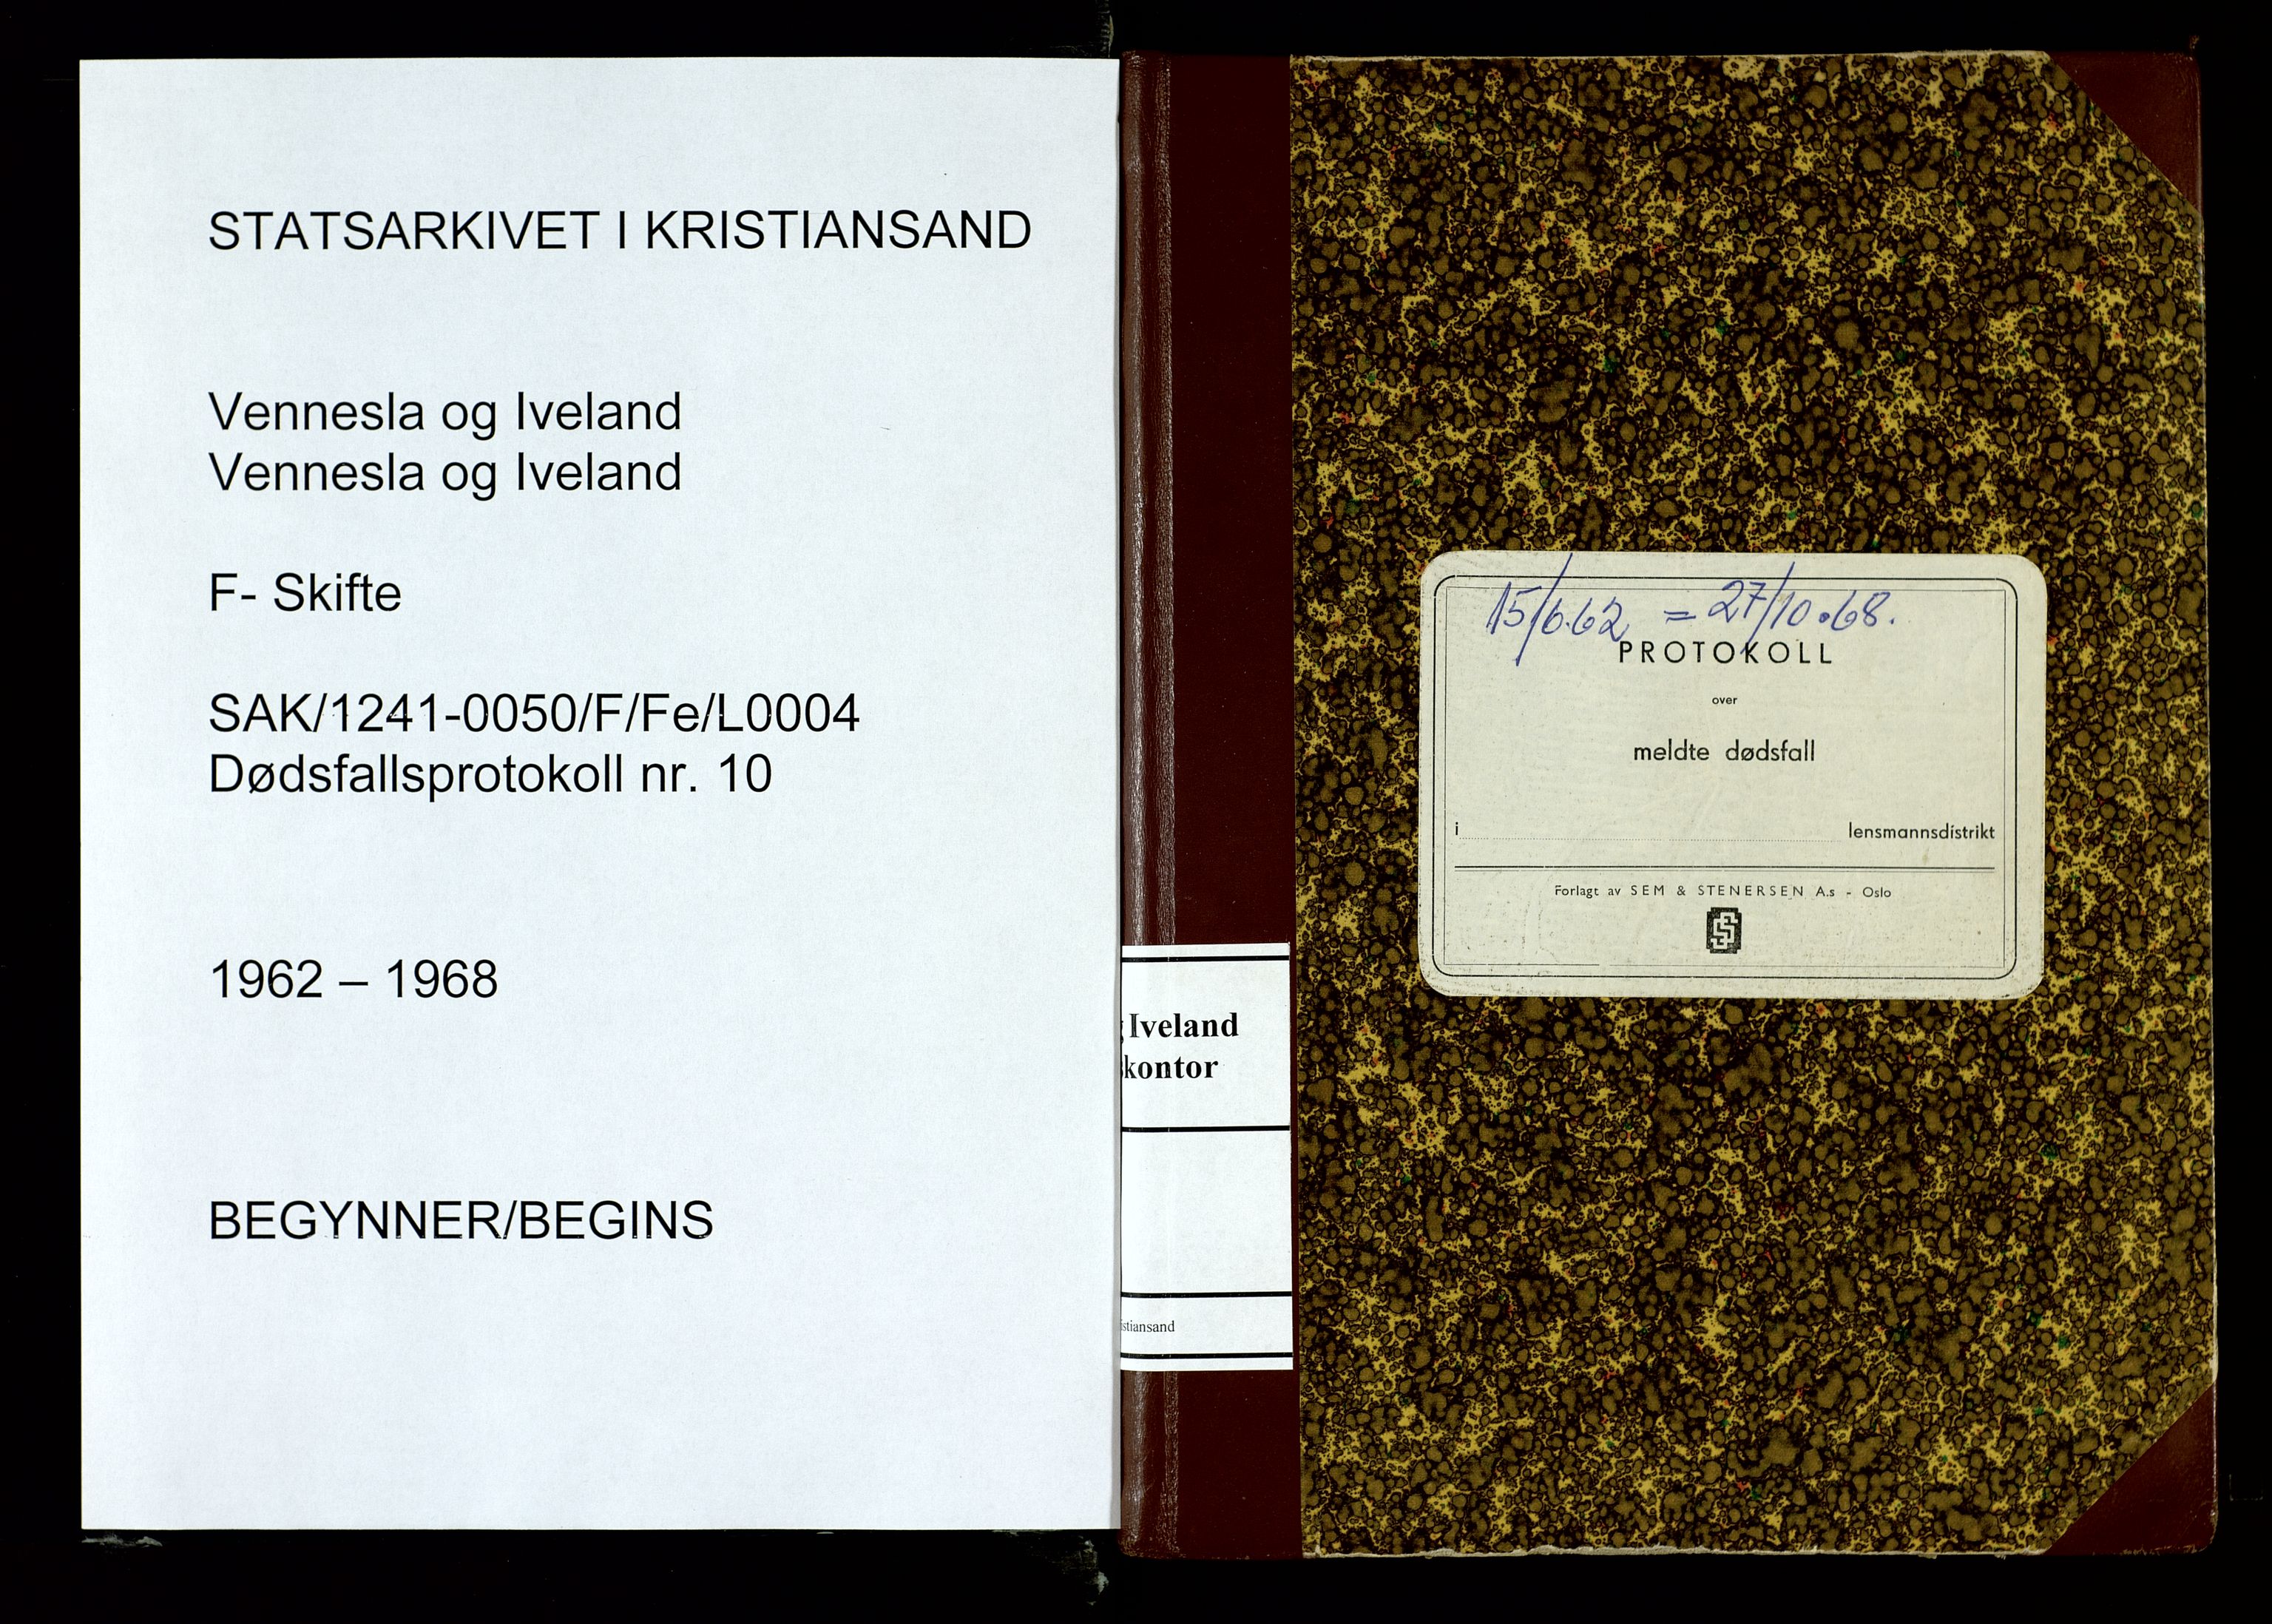 STATSARKIVET I KRISTIANSAND
Vennesla og Iveland
Vennesla og Iveland
F- Skifte
SAK/1241-0050/F/Fe/L0004
Dødsfallsprotokoll nr. 10
1962 – 1968
BEGYNNER/BEGINS
Iveland
kontor
istiansand
15/6.62 = 27/10.68.
PROTOKOLL
over
meldte dødsfall
i lensmannsdistrikt
Forlagt av SEM & STENERSEN A.s - Oslo